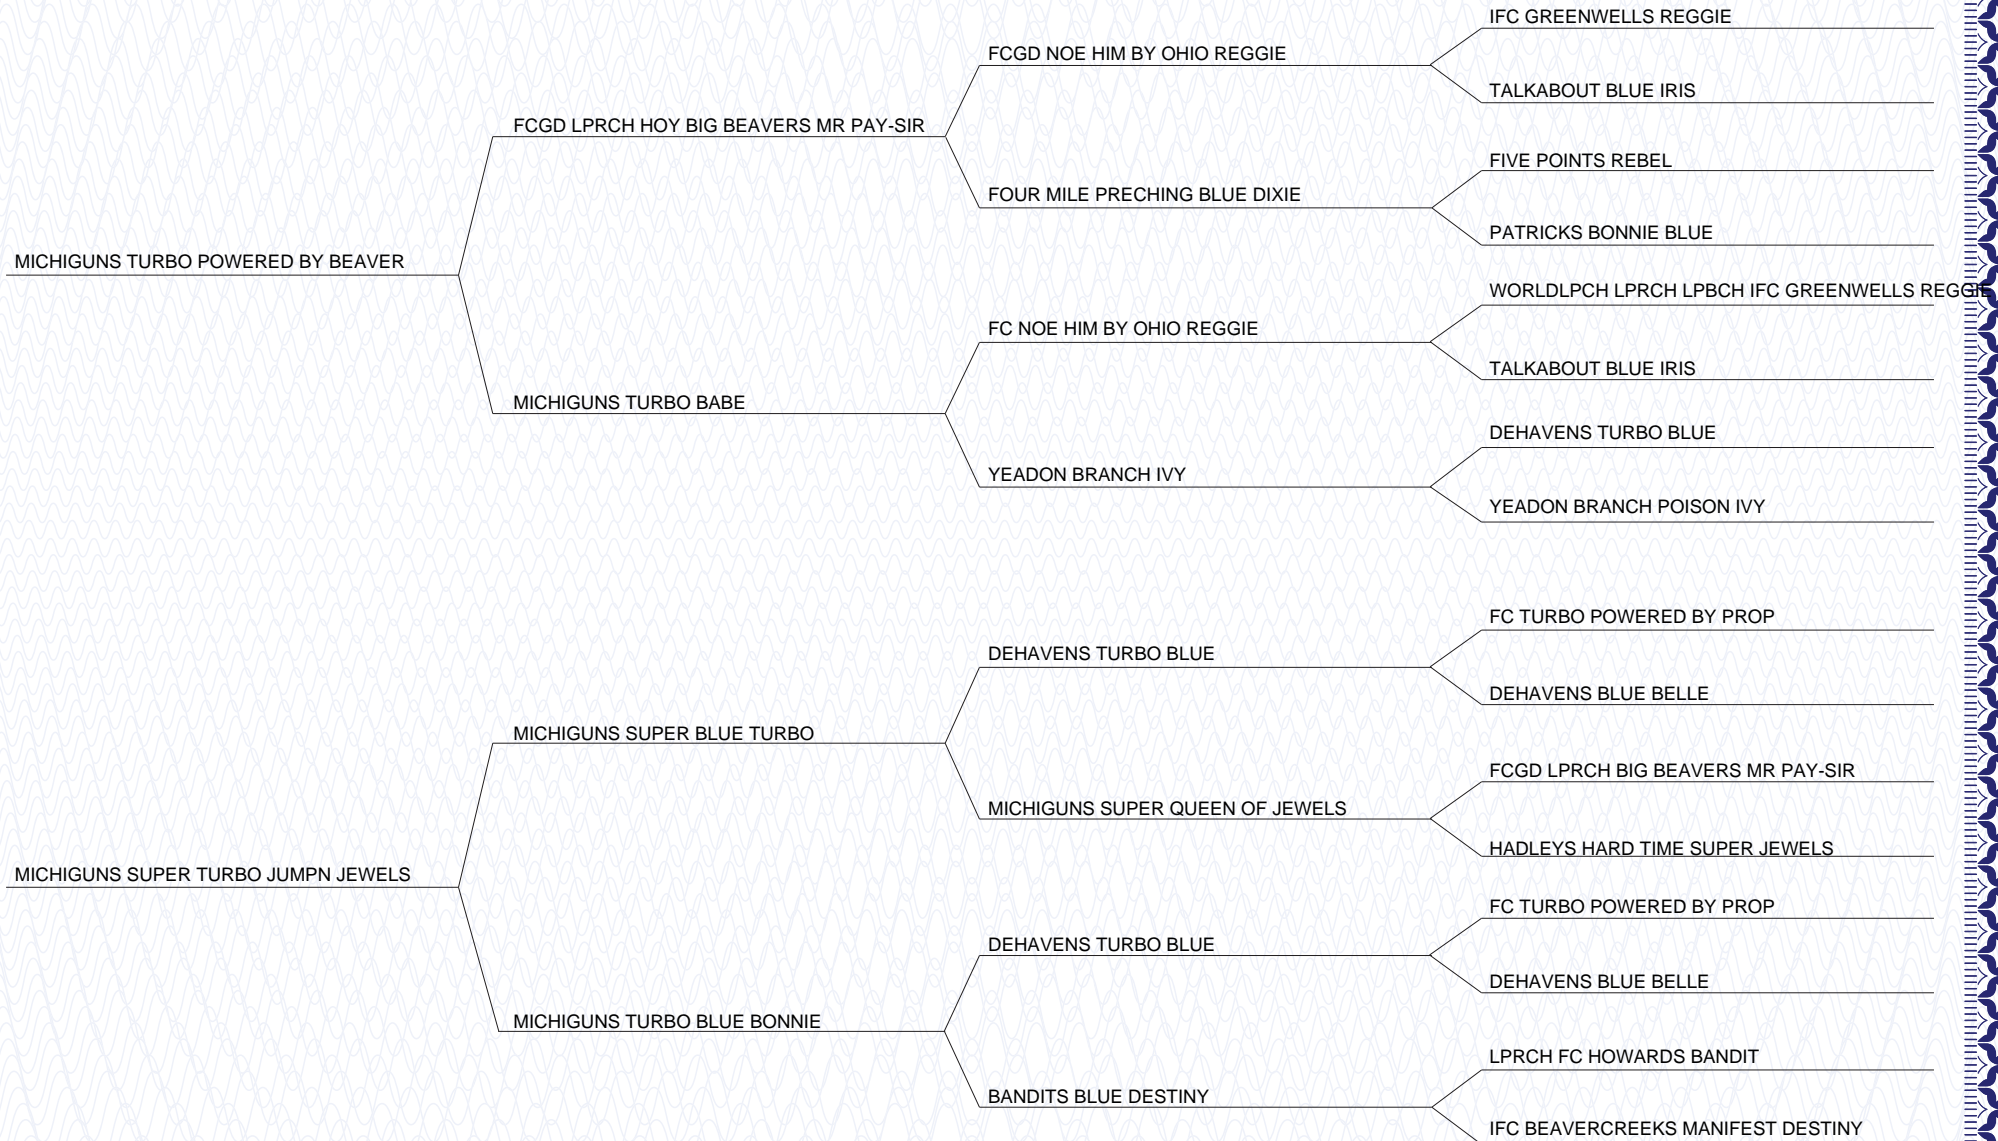 IFC GREENWELLS REGGIE
FCGD NOE HIM BY OHIO REGGIE
TALKABOUT BLUE IRIS
FCGD LPRCH HOY BIG BEAVERS MR PAY-SIR
FIVE POINTS REBEL
FOUR MILE PRECHING BLUE DIXIE
PATRICKS BONNIE BLUE
MICHIGUNS TURBO POWERED BY BEAVER
WORLDLPCH LPRCH LPBCH IFC GREENWELLS REGGIE
FC NOE HIM BY OHIO REGGIE
TALKABOUT BLUE IRIS
MICHIGUNS TURBO BABE
DEHAVENS TURBO BLUE
YEADON BRANCH IVY
YEADON BRANCH POISON IVY
FC TURBO POWERED BY PROP
DEHAVENS TURBO BLUE
DEHAVENS BLUE BELLE
MICHIGUNS SUPER BLUE TURBO
FCGD LPRCH BIG BEAVERS MR PAY-SIR
MICHIGUNS SUPER QUEEN OF JEWELS
HADLEYS HARD TIME SUPER JEWELS
MICHIGUNS SUPER TURBO JUMPN JEWELS
FC TURBO POWERED BY PROP
DEHAVENS TURBO BLUE
DEHAVENS BLUE BELLE
MICHIGUNS TURBO BLUE BONNIE
LPRCH FC HOWARDS BANDIT
BANDITS BLUE DESTINY
IFC BEAVERCREEKS MANIFEST DESTINY